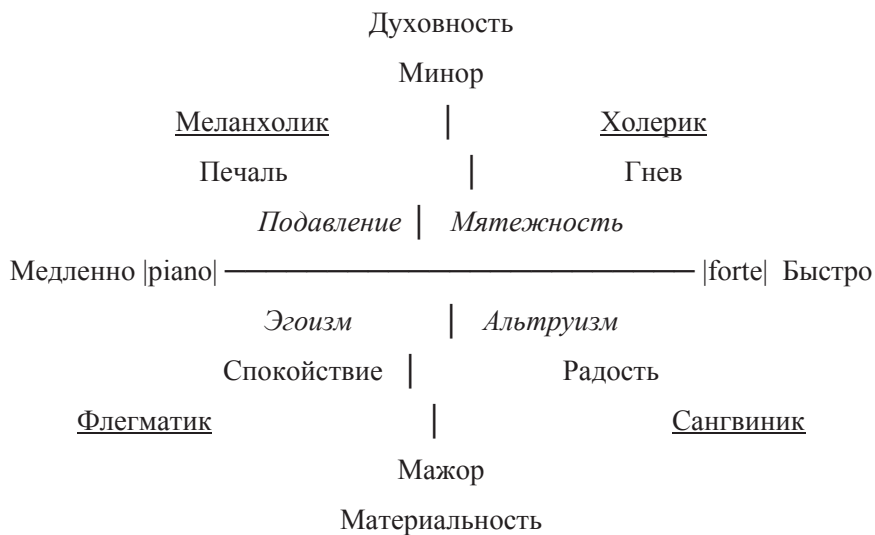 Духовность
Минор
Меланхолик | Холерик
Печаль | Гнев
Подавление | Мятежность
Медленно |piano| |forte| Быстро
Эгоизм | Альтруизм
Спокойствие | Радость
Флегматик | Сангвиник
Мажор
Материальность